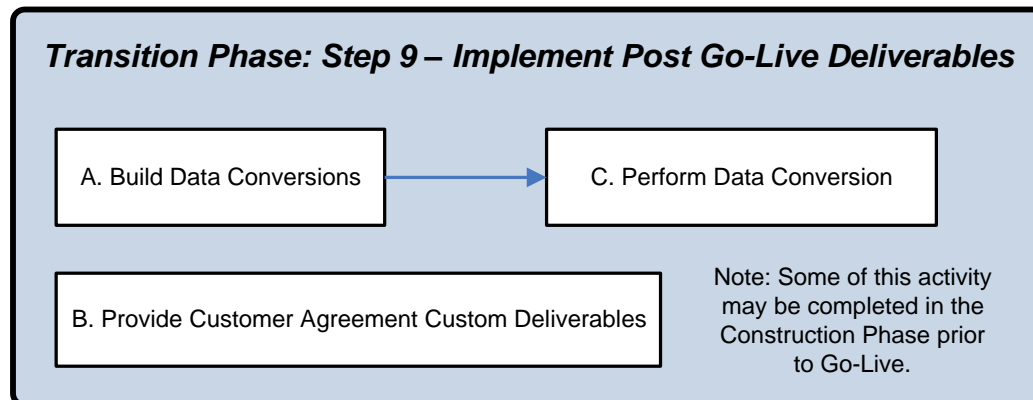 Transition Phase: Step 9 – Implement Post Go-Live Deliverables
A. Build Data Conversions
C. Perform Data Conversion
B. Provide Customer Agreement Custom Deliverables
Note: Some of this activity
may be completed in the
Construction Phase prior
to Go-Live.